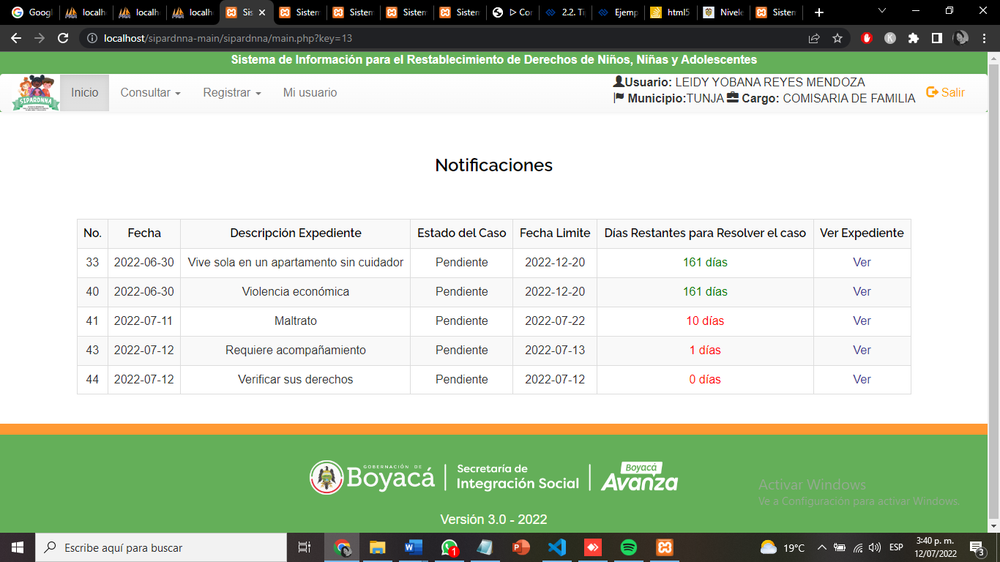 Googl
localh
localh
localh
Sis
Sistem
Sistem
Sistem
Sistem
Cor
2.2. Ti
Ejemp
html5
Nivele
Sistem
localhost/sipardnna-main/sipardnna/main.php?key=13
K
Sistema de Información para el Restablecimiento de Derechos de Niños, Niñas y Adolescentes
SIPARDNNA
Inicio Consultar Registrar Mi usuario
Usuario: LEIDY YOBANA REYES MENDOZA
Municipio:TUNJA Cargo: COMISARIA DE FAMILIA
Salir
Notificaciones
No. Fecha Descripción Expediente Estado del Caso Fecha Limite Días Restantes para Resolver el caso Ver Expediente
33 2022-06-30 Vive sola en un apartamento sin cuidador Pendiente 2022-12-20 161 días Ver
40 2022-06-30 Violencia económica Pendiente 2022-12-20 161 días Ver
41 2022-07-11 Maltrato Pendiente 2022-07-22 10 días Ver
43 2022-07-12 Requiere acompañamiento Pendiente 2022-07-13 1 días Ver
44 2022-07-12 Verificar sus derechos Pendiente 2022-07-12 0 días Ver
GOBERNACIÓN DE
Boyacá
Secretaría de
Integración Social
Boyacá
Avanza
Activar Windows
Ve a Configuración para activar Windows.
Versión 3.0 - 2022
Escribe aquí para buscar
1
19°C
ESP
3:40 p. m.
12/07/2022
3